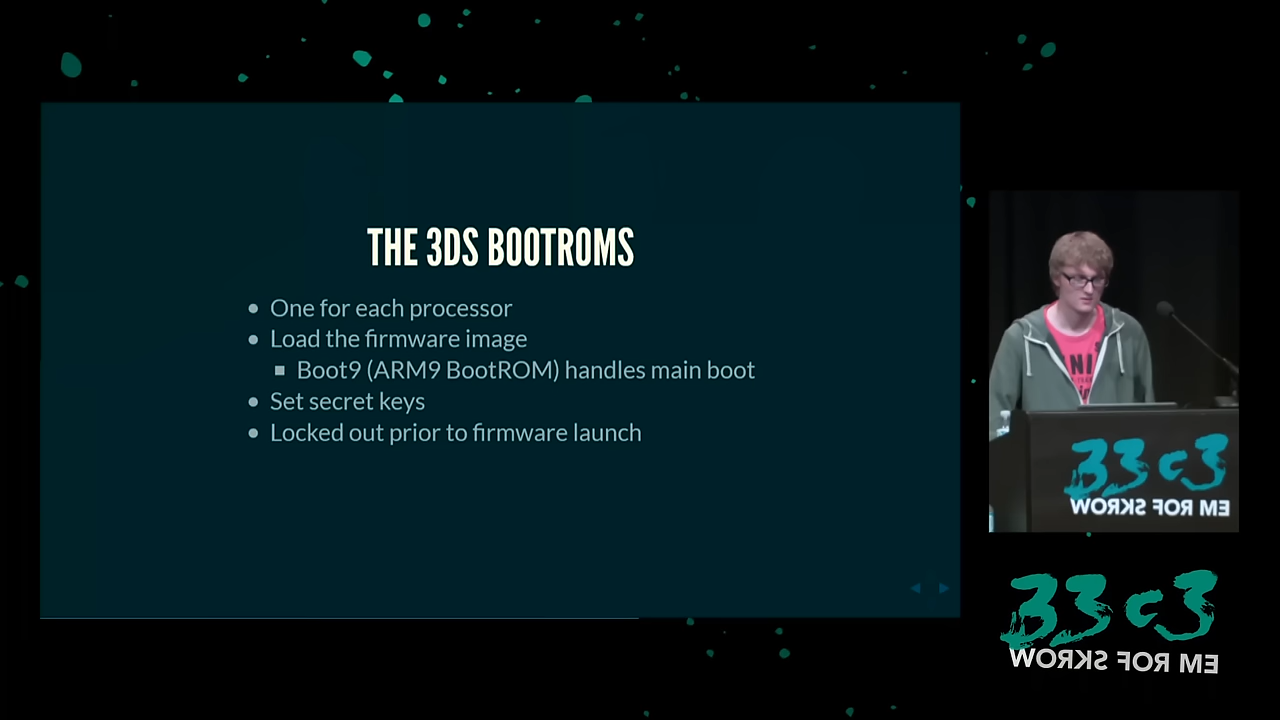 THE 3DS BOOTROMS
One for each processor
Load the firmware image
Boot9 (ARM9 BootROM) handles main boot
Set secret keys
Locked out prior to firmware launch
33c3
WORKS FOR ME
33c3
WORKS FOR ME